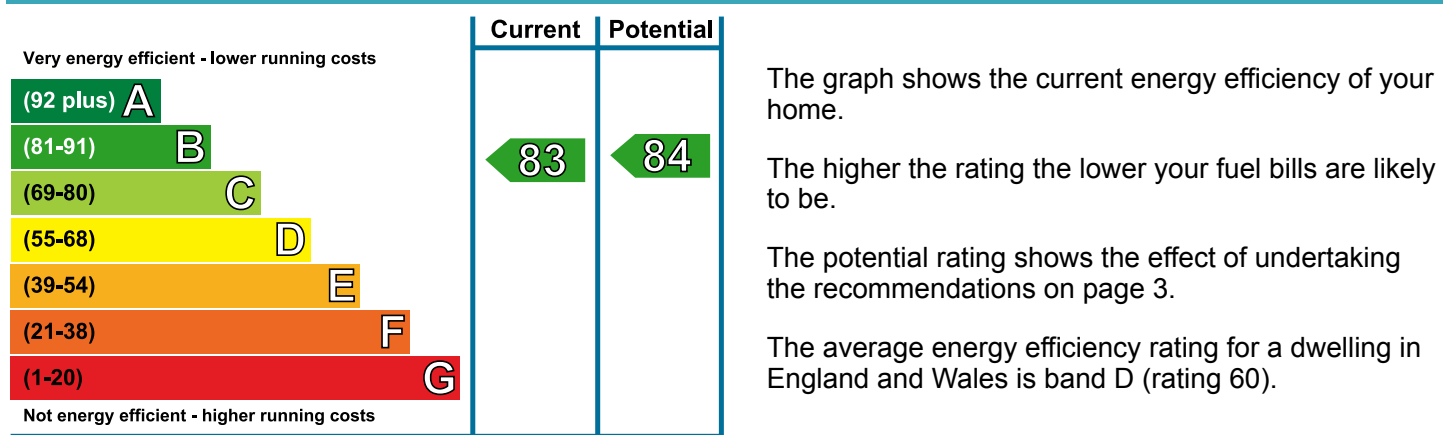 Current Potential
Very energy efficient - lower running costs
(92 plus) A
(81-91) B
(69-80) C
(55-68) D
(39-54) E
(21-38) F
(1-20) G
Not energy efficient - higher running costs
83 84
The graph shows the current energy efficiency of your
home.
The higher the rating the lower your fuel bills are likely
to be.
The potential rating shows the effect of undertaking
the recommendations on page 3.
The average energy efficiency rating for a dwelling in
England and Wales is band D (rating 60).